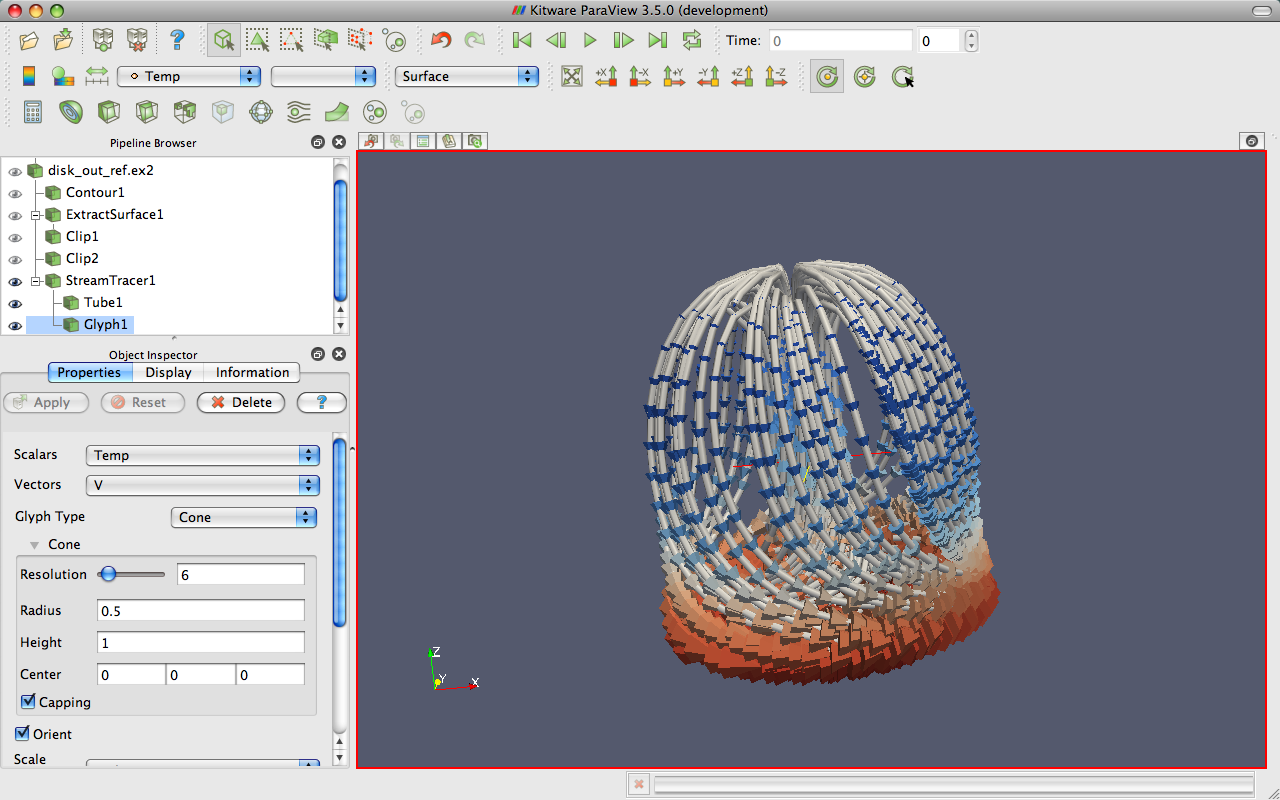 Kitware ParaView 3.5.0 (development)
?
Time: 0 0
Temp Surface +X -X +Y -Y +Z -Z
Pipeline Browser
disk_out_ref.ex2
Contour1
ExtractSurface1
Clip1
Clip2
StreamTracer1
Tube1
Glyph1
Object Inspector
Properties Display Information
Apply Reset Delete ?
Scalars Temp
Vectors V
Glyph Type Cone
Cone
Resolution 6
Radius 0.5
Height 1
Center 0 0 0
Capping
Orient
Scale
Z
Y X